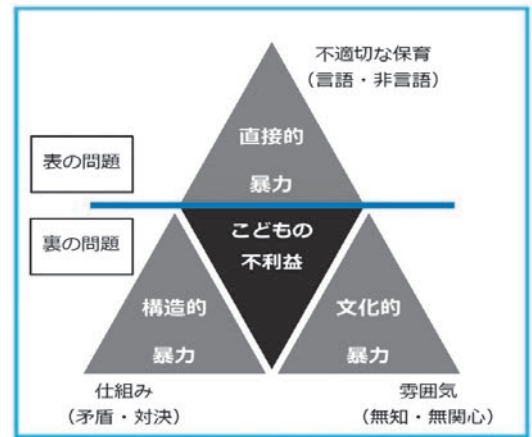 不適切な保育
（言語・非言語）
直接的
暴力
表の問題
裏の問題
こどもの
不利益
構造的
暴力
文化的
暴力
仕組み
（矛盾・対決）
雰囲気
（無知・無関心）